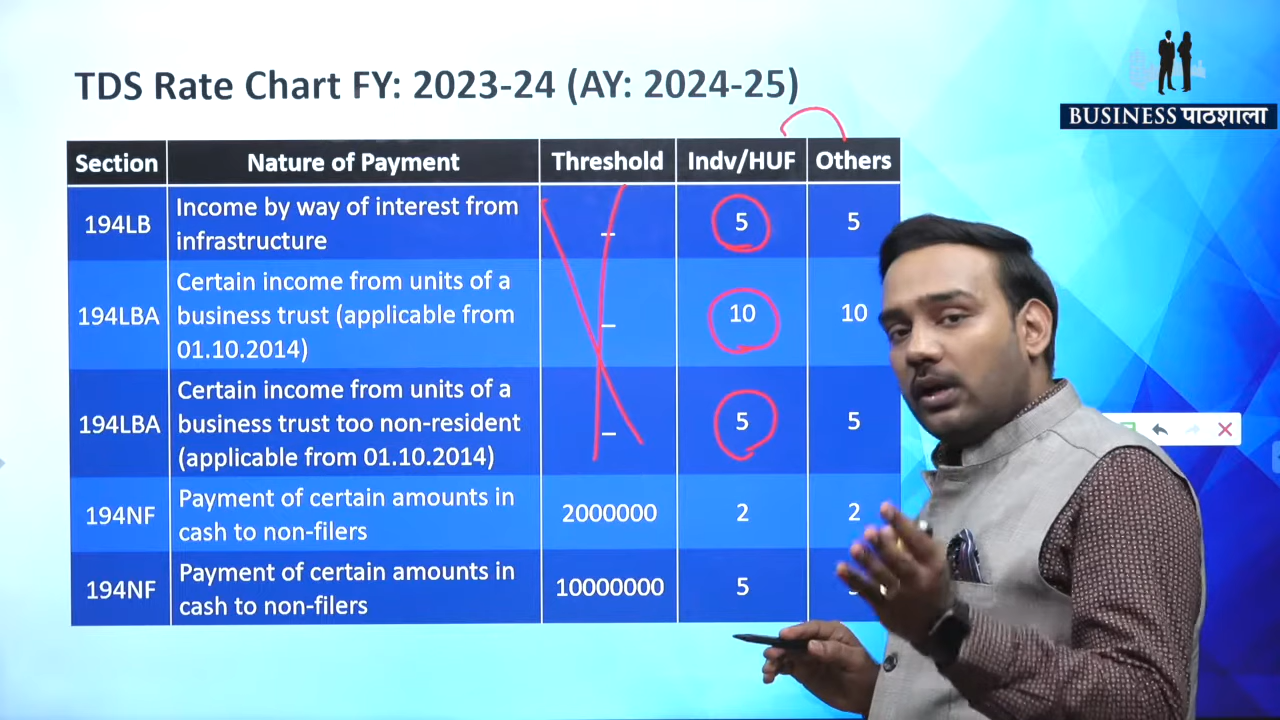 TDS Rate Chart FY: 2023-24 (AY: 2024-25)
BUSINESS पाठशाला
Section Nature of Payment Threshold Indv/HUF Others
194LB Income by way of interest from infrastructure _ 5 5
194LBA Certain income from units of a business trust (applicable from 01.10.2014) _ 10 10
194LBA Certain income from units of a business trust too non-resident (applicable from 01.10.2014) _ 5 5
194NF Payment of certain amounts in cash to non-filers 2000000 2 2
194NF Payment of certain amounts in cash to non-filers 10000000 5